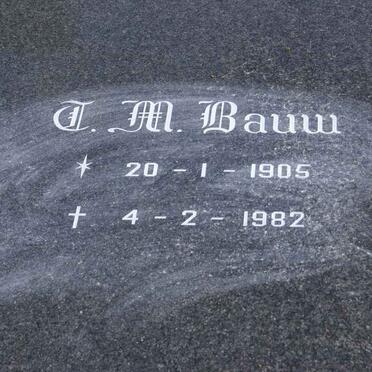 T. M. Bauw
* 20 - 1 - 1905
† 4 - 2 - 1982